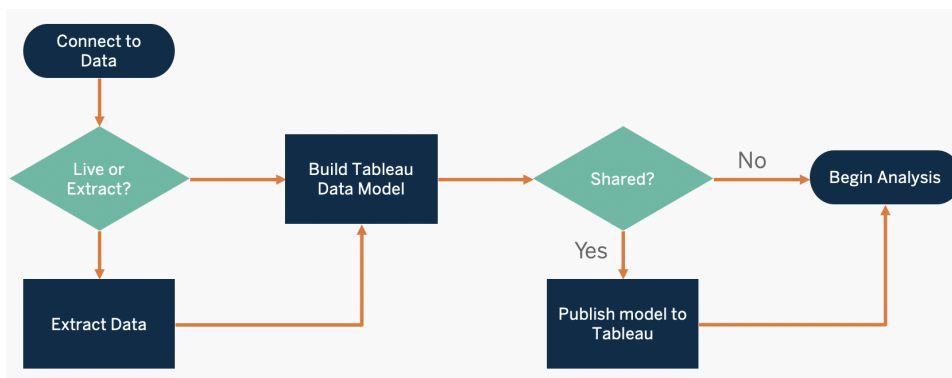 Connect to
Data
Live or
Extract?
Extract Data
Build Tableau
Data Model
Shared?
No
Yes
Publish model to
Tableau
Begin Analysis